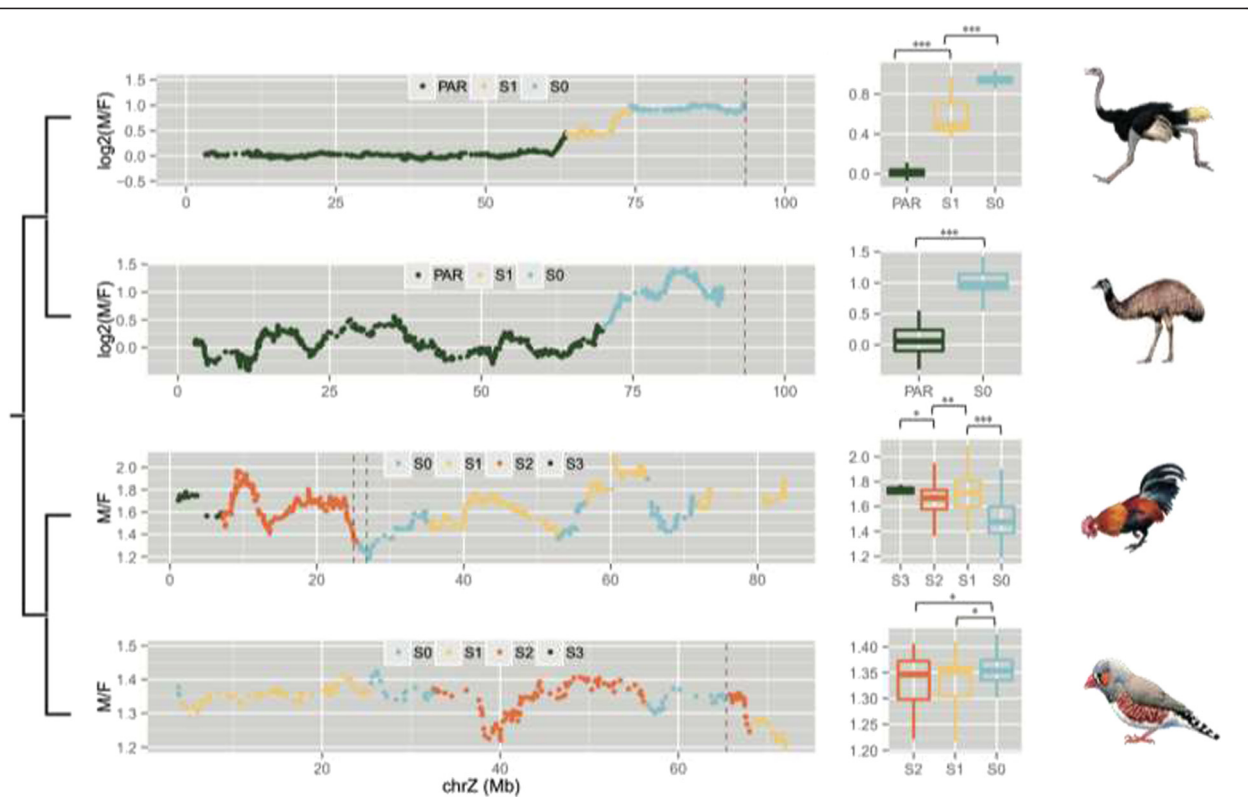 *** ***
PAR S1 S0
log2(M/F)
1.5
1.0
0.5
0.0
−0.5
0 25 50 75 100
0.8
0.4
0.0
PAR S1 S0
***
PAR S1 S0
log2(M/F)
1.5
1.0
0.5
0.0
0 25 50 75 100
1.5
1.0
0.5
0.0
PAR S0
* ** ***
S0 S1 S2 S3
M/F
2.0
1.8
1.6
1.4
1.2
0 20 40 60 80
2.0
1.8
1.6
1.4
1.2
S3 S2 S1 S0
*
*
S0 S1 S2 S3
M/F
1.5
1.4
1.3
1.2
20 40 60
chrZ (Mb)
1.40
1.35
1.30
1.25
1.20
S2 S1 S0